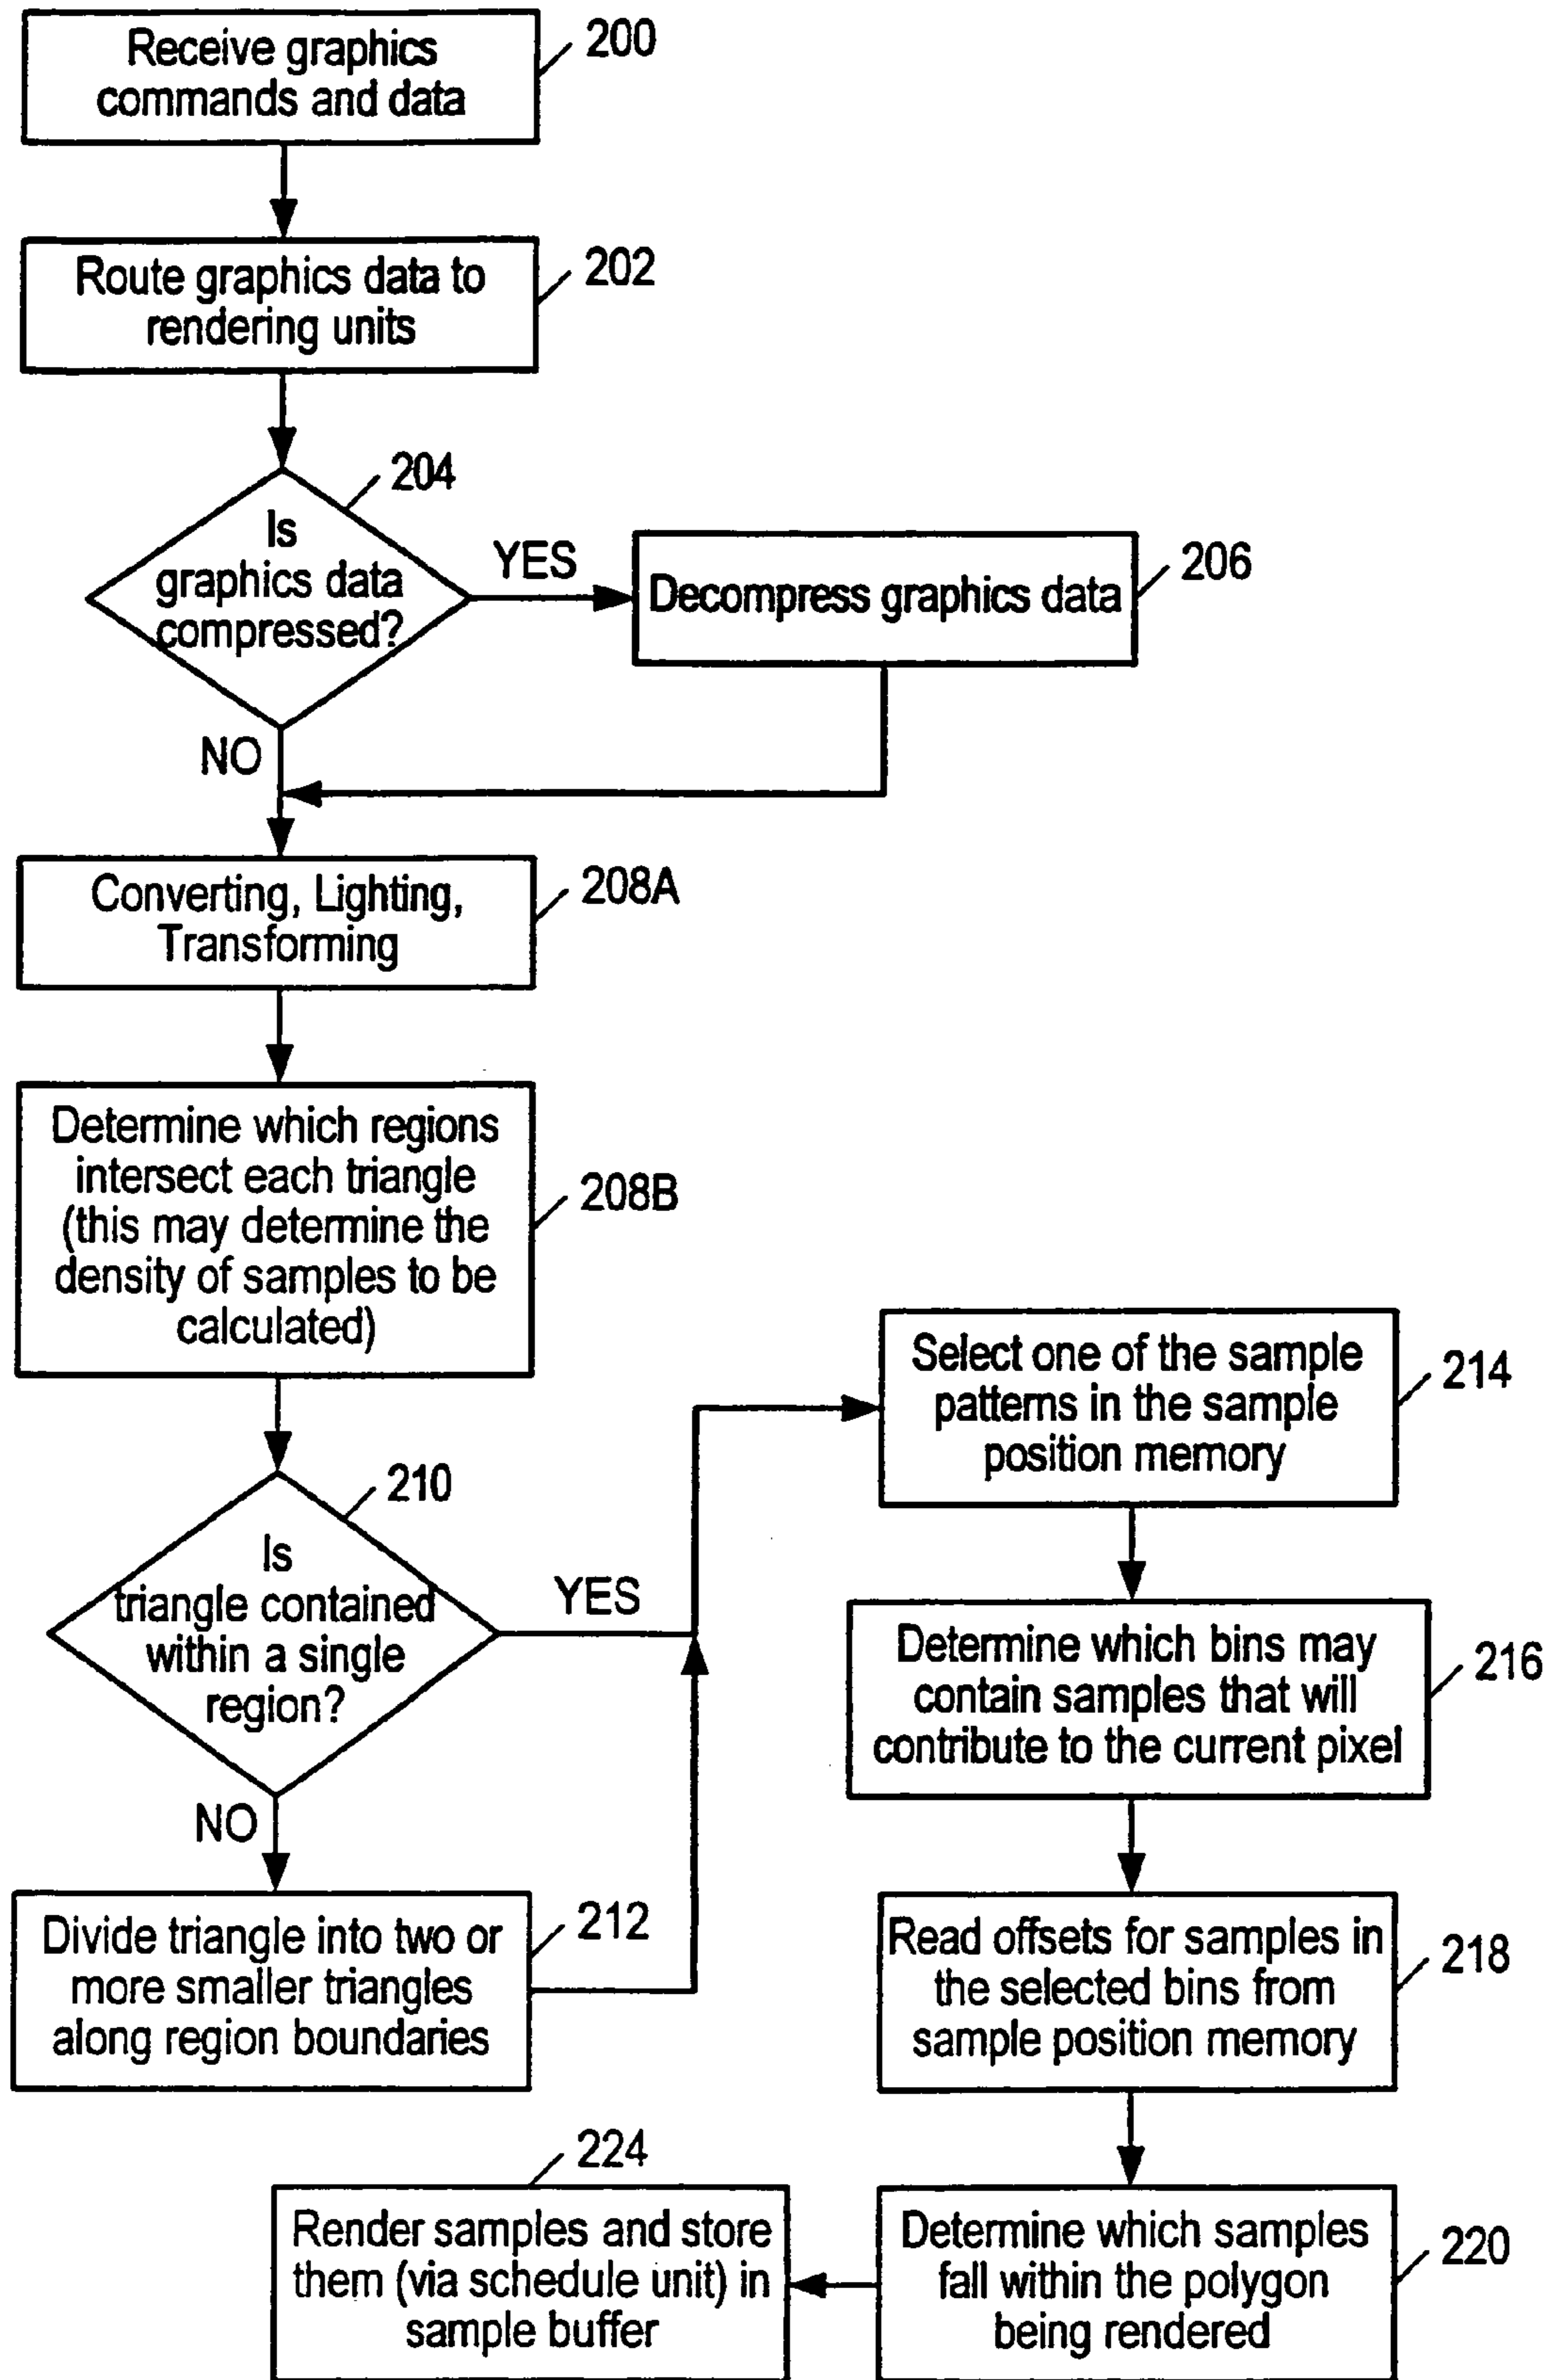 Receive graphics
commands and data
200
Route graphics data to
rendering units
202
204
Is
graphics data
compressed?
YES
Decompress graphics data
206
NO
Converting, Lighting,
Transforming
208A
Determine which regions
intersect each triangle
(this may determine the
density of samples to be
calculated)
208B
210
Is
triangle contained
within a single
region?
YES
NO
Divide triangle into two or
more smaller triangles
along region boundaries
212
Select one of the sample
patterns in the sample
position memory
214
Determine which bins may
contain samples that will
contribute to the current pixel
216
Read offsets for samples in
the selected bins from
sample position memory
218
Determine which samples
fall within the polygon
being rendered
220
224
Render samples and store
them (via schedule unit) in
sample buffer